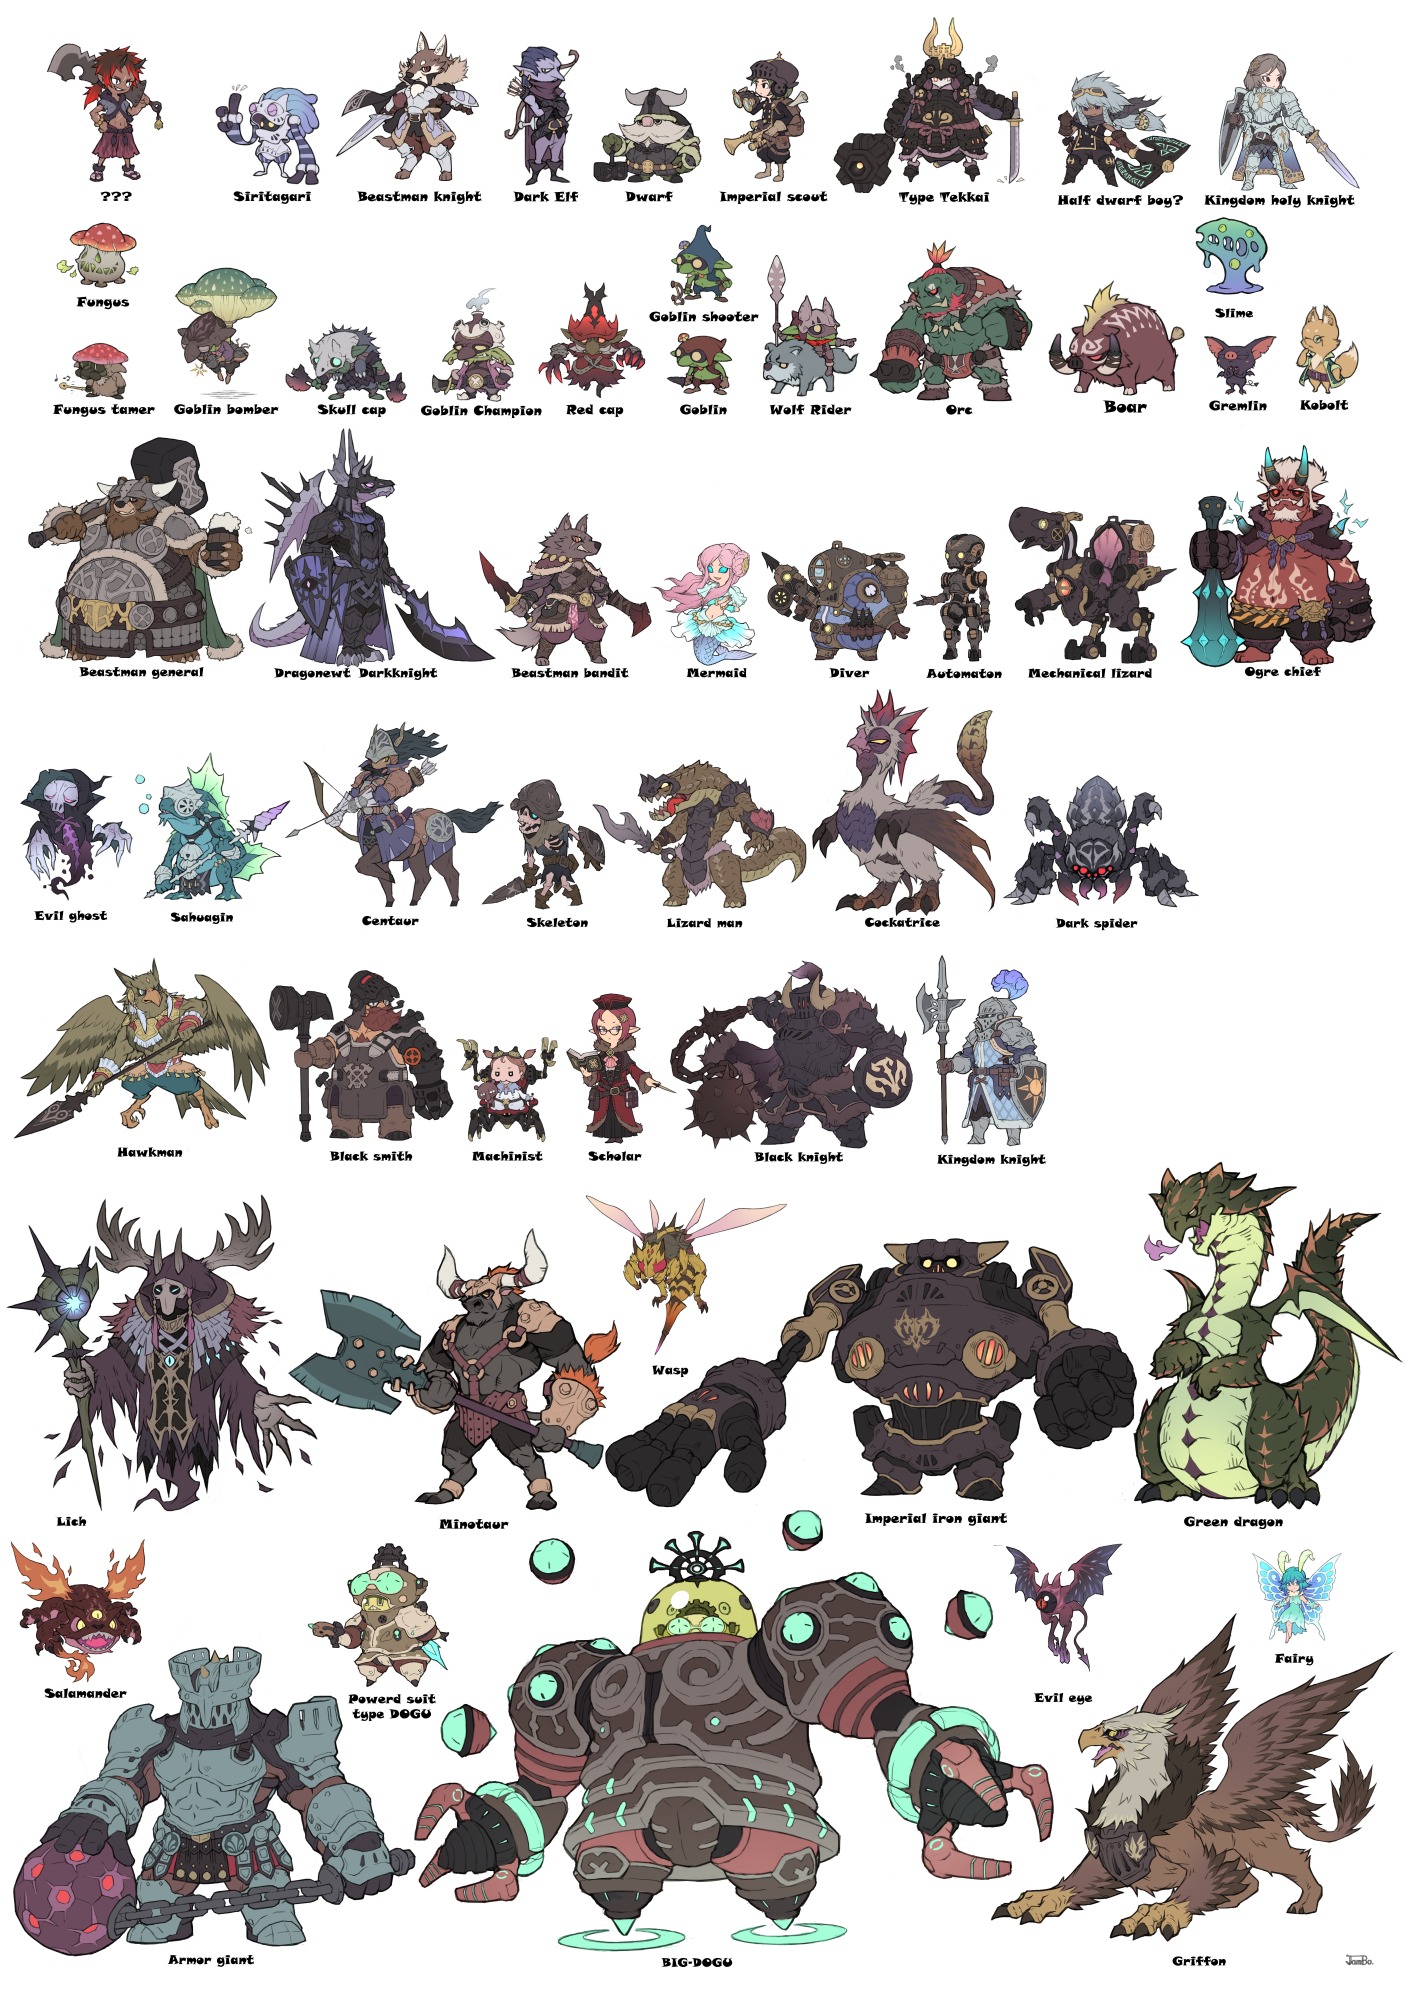 ???
Siritagari
Beastman knight
Dark Elf
Dwarf
Imperial scout
Type Tekkai
Half dwarf boy?
Kingdom holy knight
Fungus
Goblin shooter
Slime
Fungus tamer
Goblin bomber
Skull cap
Goblin Champion
Red cap
Goblin
Wolf Rider
Orc
Boar
Gremlin
Kobolt
Beastman general
Dragonewt Darkknight
Beastman bandit
Mermaid
Diver
Automaton
Mechanical lizard
Ogre chief
Evil ghost
Sahuagin
Centaur
Skeleton
Lizard man
Cockatrice
Dark spider
Hawkman
Black smith
Machinist
Scholar
Black knight
Kingdom knight
Wasp
Lich
Minotaur
Imperial iron giant
Green dragon
Salamander
Powerd suit
type DOGU
Evil eye
Fairy
Armor giant
BIG-DOGU
Griffon
JamBo.